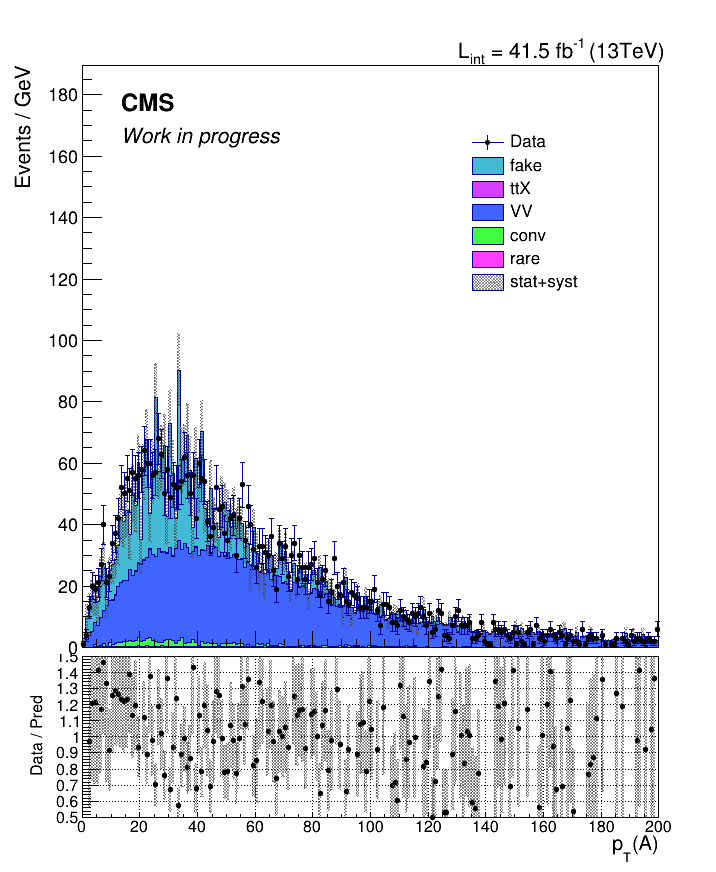 L_int = 41.5 fb^-1 (13TeV)
Events / GeV
CMS
Work in progress
180
160
140
120
100
80
60
40
20
0
Data
fake
ttX
VV
conv
rare
stat+syst
Data / Pred
1.5
1.4
1.3
1.2
1.1
1
0.9
0.8
0.7
0.6
0.5
0 20 40 60 80 100 120 140 160 180 200
p_T(A)